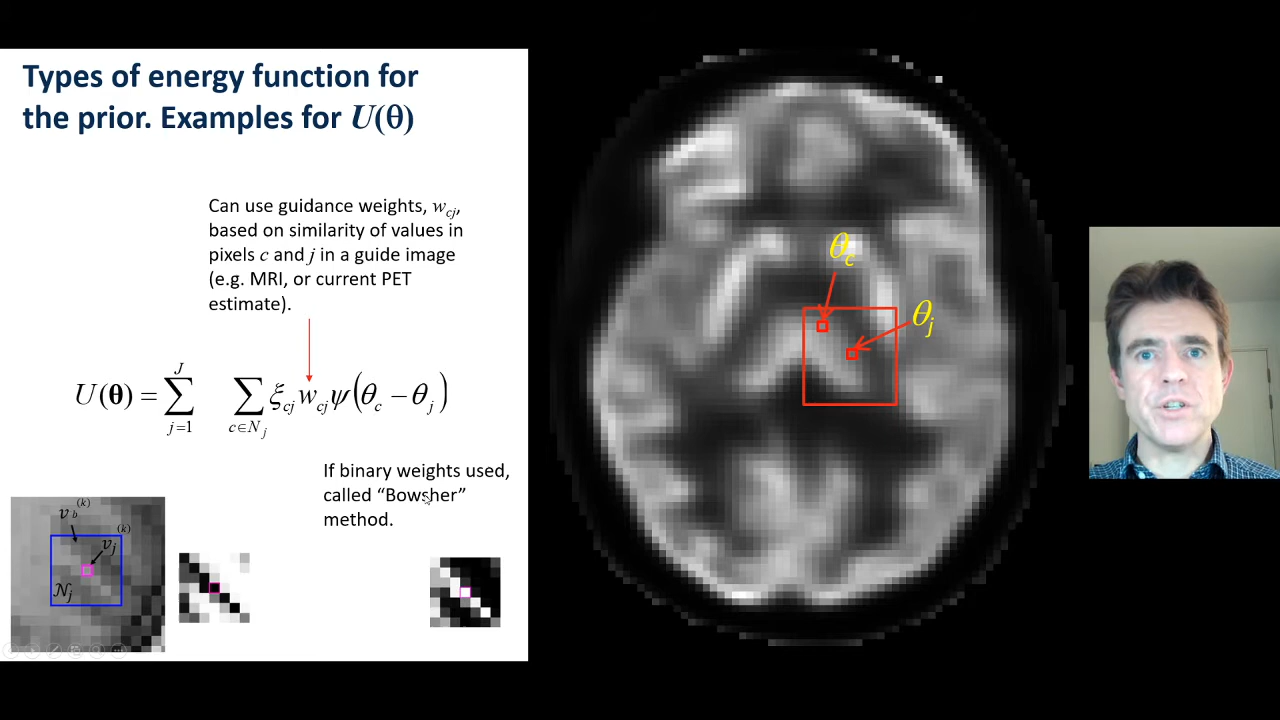 Types of energy function for
the prior. Examples for U(θ)
Can use guidance weights, w_cj,
based on similarity of values in
pixels c and j in a guide image
(e.g. MRI, or current PET
estimate).
U(θ) = ∑_{j=1}^{J} ∑_{c∈N_j} ξ_cj w_cj ψ(θ_c − θ_j)
If binary weights used,
called “Bowsher”
method.
v_b^(k)
v_j^(k)
𝒩_j
θ_c
θ_j